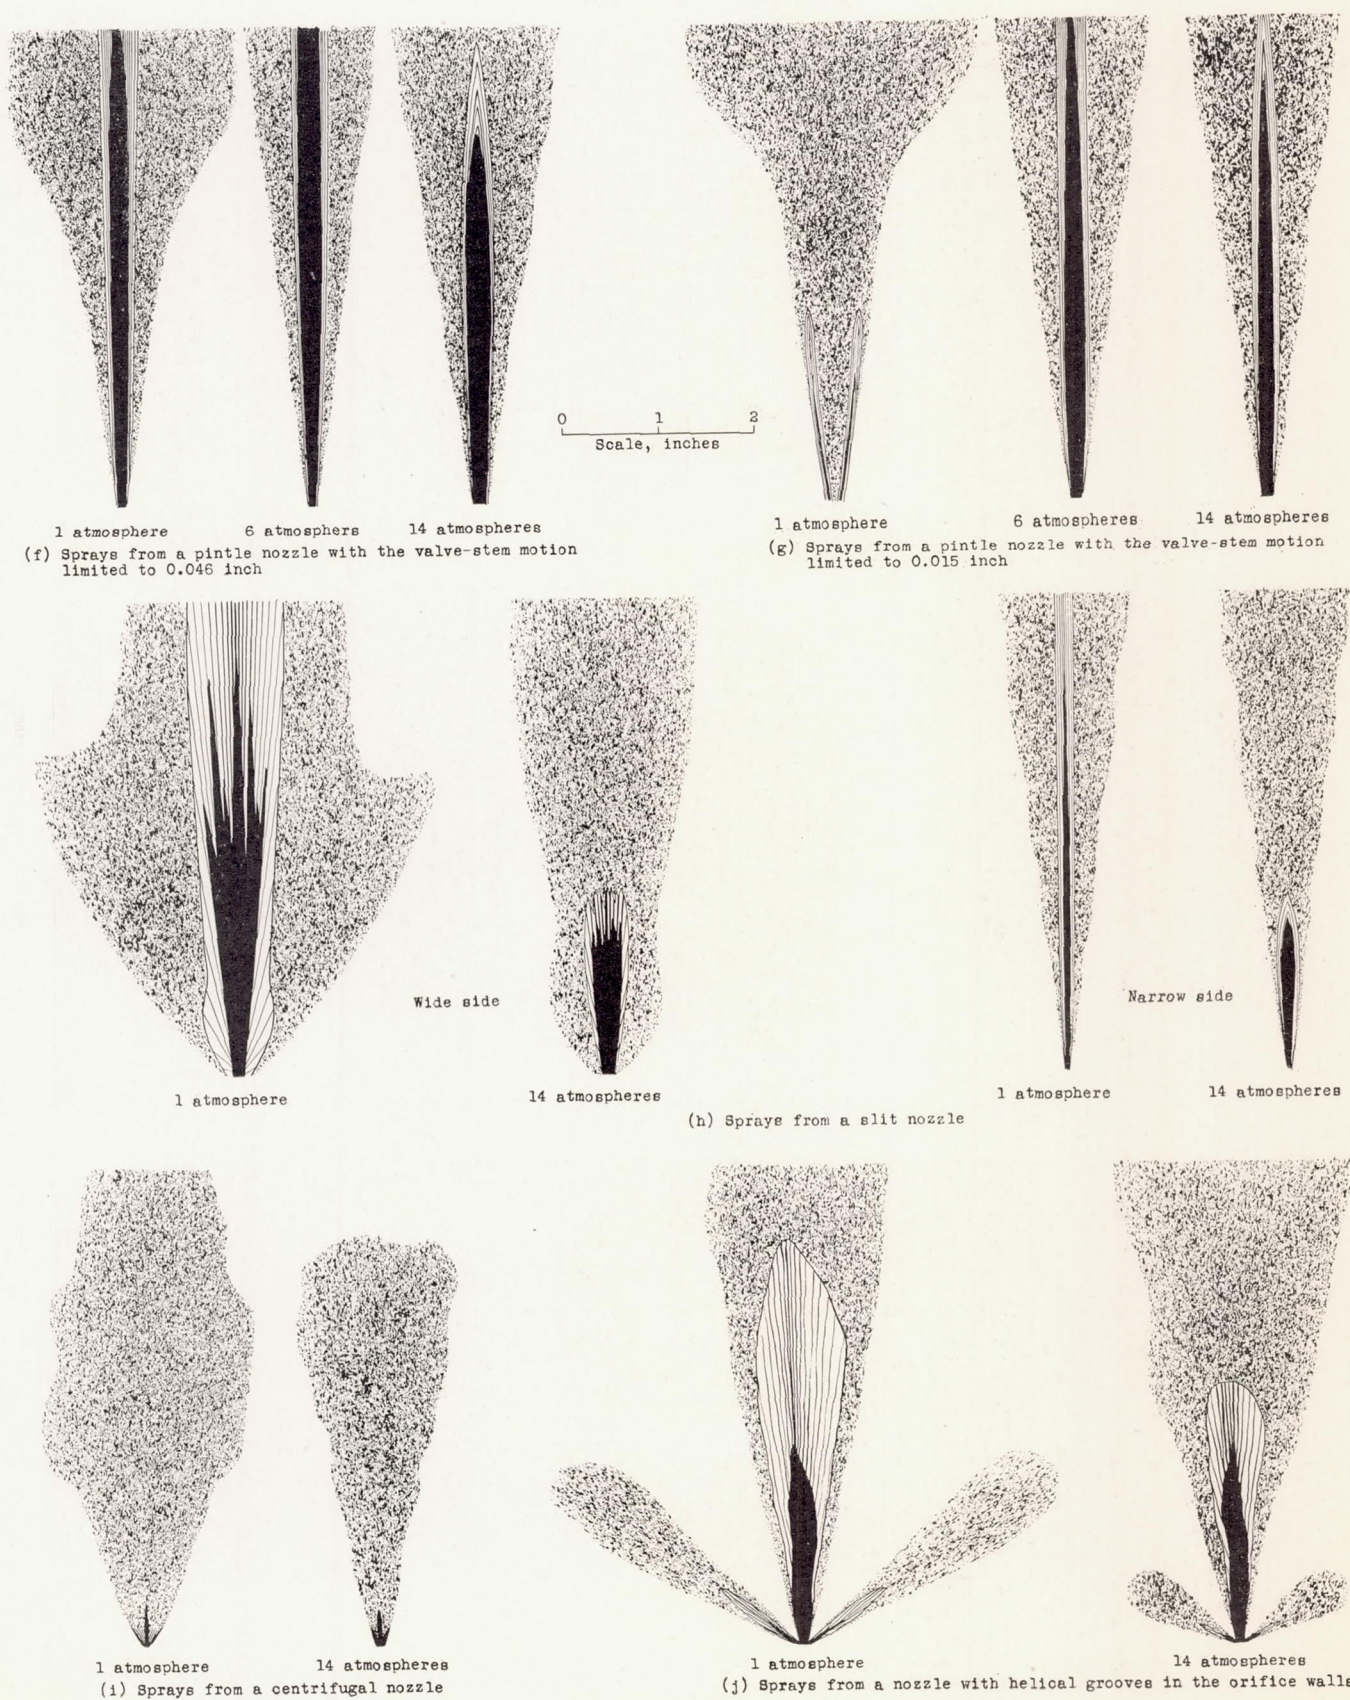 0 1 2
Scale, inches
1 atmosphere 6 atmosphers 14 atmospheres
(f) Sprays from a pintle nozzle with the valve-stem motion
limited to 0.046 inch
1 atmosphere 6 atmospheres 14 atmospheres
(g) Sprays from a pintle nozzle with the valve-stem motion
limited to 0.015 inch
Wide side
Narrow side
1 atmosphere 14 atmospheres 1 atmosphere 14 atmospheres
(h) Sprays from a slit nozzle
1 atmosphere 14 atmospheres
(i) Sprays from a centrifugal nozzle
1 atmosphere 14 atmospheres
(j) Sprays from a nozzle with helical grooves in the orifice walls